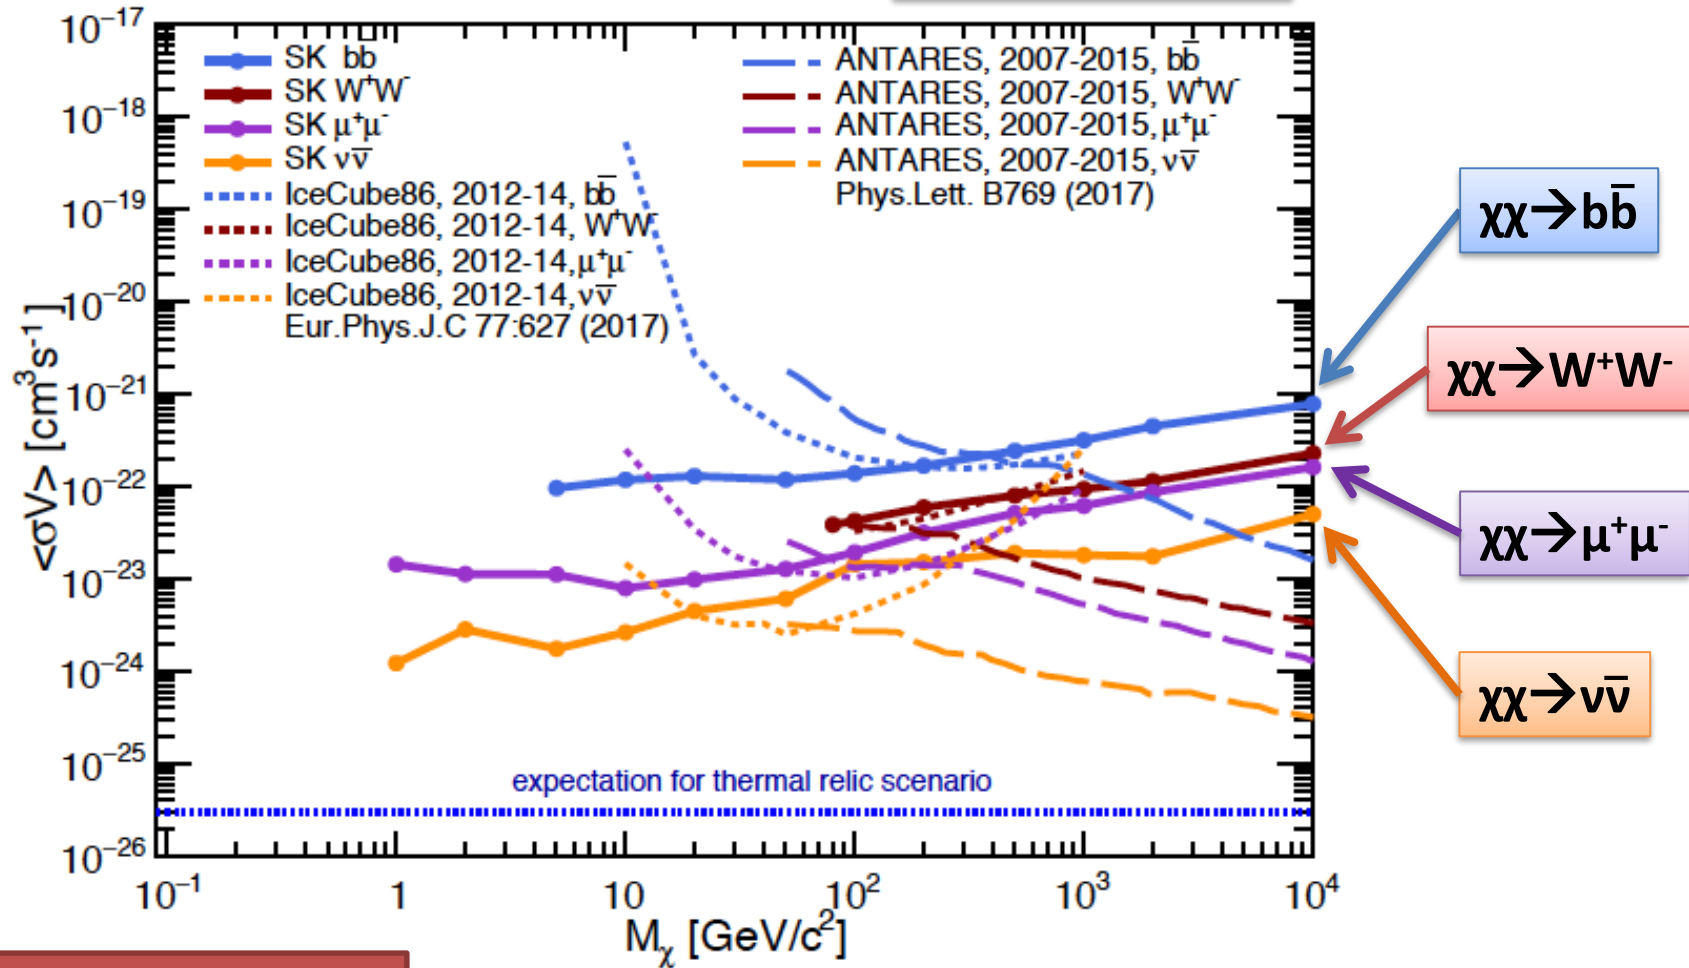 10⁻¹⁷
10⁻¹⁸
10⁻¹⁹
10⁻²⁰
10⁻²¹
10⁻²²
10⁻²³
10⁻²⁴
10⁻²⁵
10⁻²⁶
<σV> [cm³s⁻¹]
SK bb̄
SK W⁺W⁻
SK μ⁺μ⁻
SK νν̄
IceCube86, 2012-14, bb̄
IceCube86, 2012-14, W⁺W⁻
IceCube86, 2012-14,μ⁺μ⁻
IceCube86, 2012-14,νν̄
Eur.Phys.J.C 77:627 (2017)
ANTARES, 2007-2015, bb̄
ANTARES, 2007-2015, W⁺W⁻
ANTARES, 2007-2015,μ⁺μ⁻
ANTARES, 2007-2015,νν̄
Phys.Lett. B769 (2017)
χχ→bb̄
χχ→W⁺W⁻
χχ→μ⁺μ⁻
χχ→νν̄
expectation for thermal relic scenario
10⁻¹ 1 10 10² 10³ 10⁴
Mᵪ [GeV/c²]